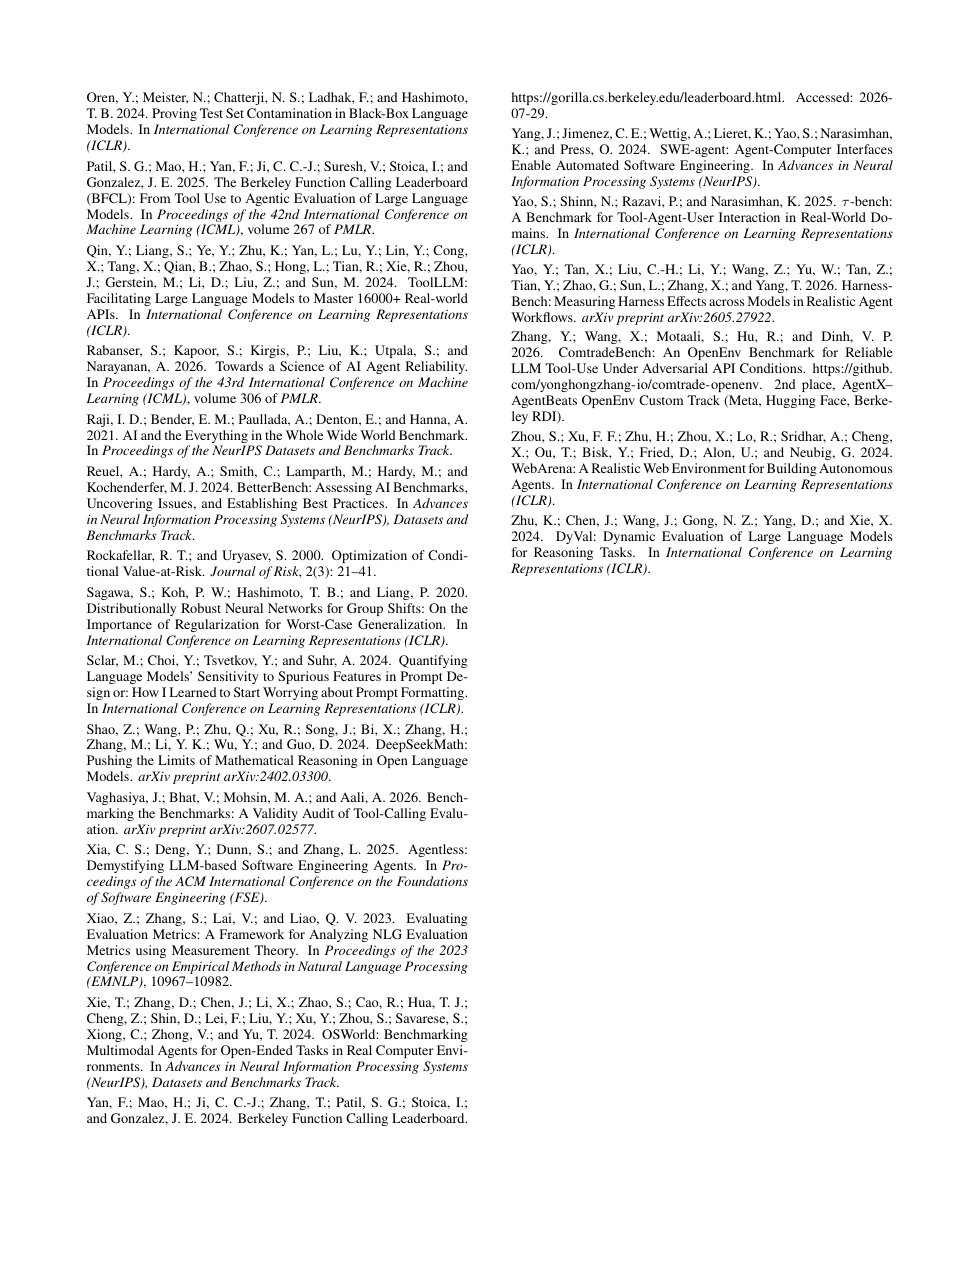 Oren, Y.; Meister, N.; Chatterji, N. S.; Ladhak, F.; and Hashimoto,
T. B. 2024. Proving Test Set Contamination in Black-Box Language
Models. In International Conference on Learning Representations
(ICLR).
Patil, S. G.; Mao, H.; Yan, F.; Ji, C. C.-J.; Suresh, V.; Stoica, I.; and
Gonzalez, J. E. 2025. The Berkeley Function Calling Leaderboard
(BFCL): From Tool Use to Agentic Evaluation of Large Language
Models. In Proceedings of the 42nd International Conference on
Machine Learning (ICML), volume 267 of PMLR.
Qin, Y.; Liang, S.; Ye, Y.; Zhu, K.; Yan, L.; Lu, Y.; Lin, Y.; Cong,
X.; Tang, X.; Qian, B.; Zhao, S.; Hong, L.; Tian, R.; Xie, R.; Zhou,
J.; Gerstein, M.; Li, D.; Liu, Z.; and Sun, M. 2024. ToolLLM:
Facilitating Large Language Models to Master 16000+ Real-world
APIs. In International Conference on Learning Representations
(ICLR).
Rabanser, S.; Kapoor, S.; Kirgis, P.; Liu, K.; Utpala, S.; and
Narayanan, A. 2026. Towards a Science of AI Agent Reliability.
In Proceedings of the 43rd International Conference on Machine
Learning (ICML), volume 306 of PMLR.
Raji, I. D.; Bender, E. M.; Paullada, A.; Denton, E.; and Hanna, A.
2021. AI and the Everything in the Whole Wide World Benchmark.
In Proceedings of the NeurIPS Datasets and Benchmarks Track.
Reuel, A.; Hardy, A.; Smith, C.; Lamparth, M.; Hardy, M.; and
Kochenderfer, M. J. 2024. BetterBench: Assessing AI Benchmarks,
Uncovering Issues, and Establishing Best Practices. In Advances
in Neural Information Processing Systems (NeurIPS), Datasets and
Benchmarks Track.
Rockafellar, R. T.; and Uryasev, S. 2000. Optimization of Condi-
tional Value-at-Risk. Journal of Risk, 2(3): 21–41.
Sagawa, S.; Koh, P. W.; Hashimoto, T. B.; and Liang, P. 2020.
Distributionally Robust Neural Networks for Group Shifts: On the
Importance of Regularization for Worst-Case Generalization. In
International Conference on Learning Representations (ICLR).
Sclar, M.; Choi, Y.; Tsvetkov, Y.; and Suhr, A. 2024. Quantifying
Language Models' Sensitivity to Spurious Features in Prompt De-
sign or: How I Learned to Start Worrying about Prompt Formatting.
In International Conference on Learning Representations (ICLR).
Shao, Z.; Wang, P.; Zhu, Q.; Xu, R.; Song, J.; Bi, X.; Zhang, H.;
Zhang, M.; Li, Y. K.; Wu, Y.; and Guo, D. 2024. DeepSeekMath:
Pushing the Limits of Mathematical Reasoning in Open Language
Models. arXiv preprint arXiv:2402.03300.
Vaghasiya, J.; Bhat, V.; Mohsin, M. A.; and Aali, A. 2026. Bench-
marking the Benchmarks: A Validity Audit of Tool-Calling Evalu-
ation. arXiv preprint arXiv:2607.02577.
Xia, C. S.; Deng, Y.; Dunn, S.; and Zhang, L. 2025. Agentless:
Demystifying LLM-based Software Engineering Agents. In Pro-
ceedings of the ACM International Conference on the Foundations
of Software Engineering (FSE).
Xiao, Z.; Zhang, S.; Lai, V.; and Liao, Q. V. 2023. Evaluating
Evaluation Metrics: A Framework for Analyzing NLG Evaluation
Metrics using Measurement Theory. In Proceedings of the 2023
Conference on Empirical Methods in Natural Language Processing
(EMNLP), 10967–10982.
Xie, T.; Zhang, D.; Chen, J.; Li, X.; Zhao, S.; Cao, R.; Hua, T. J.;
Cheng, Z.; Shin, D.; Lei, F.; Liu, Y.; Xu, Y.; Zhou, S.; Savarese, S.;
Xiong, C.; Zhong, V.; and Yu, T. 2024. OSWorld: Benchmarking
Multimodal Agents for Open-Ended Tasks in Real Computer Envi-
ronments. In Advances in Neural Information Processing Systems
(NeurIPS), Datasets and Benchmarks Track.
Yan, F.; Mao, H.; Ji, C. C.-J.; Zhang, T.; Patil, S. G.; Stoica, I.;
and Gonzalez, J. E. 2024. Berkeley Function Calling Leaderboard.
https://gorilla.cs.berkeley.edu/leaderboard.html. Accessed: 2026-
07-29.
Yang, J.; Jimenez, C. E.; Wettig, A.; Lieret, K.; Yao, S.; Narasimhan,
K.; and Press, O. 2024. SWE-agent: Agent-Computer Interfaces
Enable Automated Software Engineering. In Advances in Neural
Information Processing Systems (NeurIPS).
Yao, S.; Shinn, N.; Razavi, P.; and Narasimhan, K. 2025. τ-bench:
A Benchmark for Tool-Agent-User Interaction in Real-World Do-
mains. In International Conference on Learning Representations
(ICLR).
Yao, Y.; Tan, X.; Liu, C.-H.; Li, Y.; Wang, Z.; Yu, W.; Tan, Z.;
Tian, Y.; Zhao, G.; Sun, L.; Zhang, X.; and Yang, T. 2026. Harness-
Bench: Measuring Harness Effects across Models in Realistic Agent
Workflows. arXiv preprint arXiv:2605.27922.
Zhang, Y.; Wang, X.; Motaali, S.; Hu, R.; and Dinh, V. P.
2026. ComtradeBench: An OpenEnv Benchmark for Reliable
LLM Tool-Use Under Adversarial API Conditions. https://github.
com/yonghongzhang-io/comtrade-openenv. 2nd place, AgentX–
AgentBeats OpenEnv Custom Track (Meta, Hugging Face, Berke-
ley RDI).
Zhou, S.; Xu, F. F.; Zhu, H.; Zhou, X.; Lo, R.; Sridhar, A.; Cheng,
X.; Ou, T.; Bisk, Y.; Fried, D.; Alon, U.; and Neubig, G. 2024.
WebArena: A Realistic Web Environment for Building Autonomous
Agents. In International Conference on Learning Representations
(ICLR).
Zhu, K.; Chen, J.; Wang, J.; Gong, N. Z.; Yang, D.; and Xie, X.
2024. DyVal: Dynamic Evaluation of Large Language Models
for Reasoning Tasks. In International Conference on Learning
Representations (ICLR).